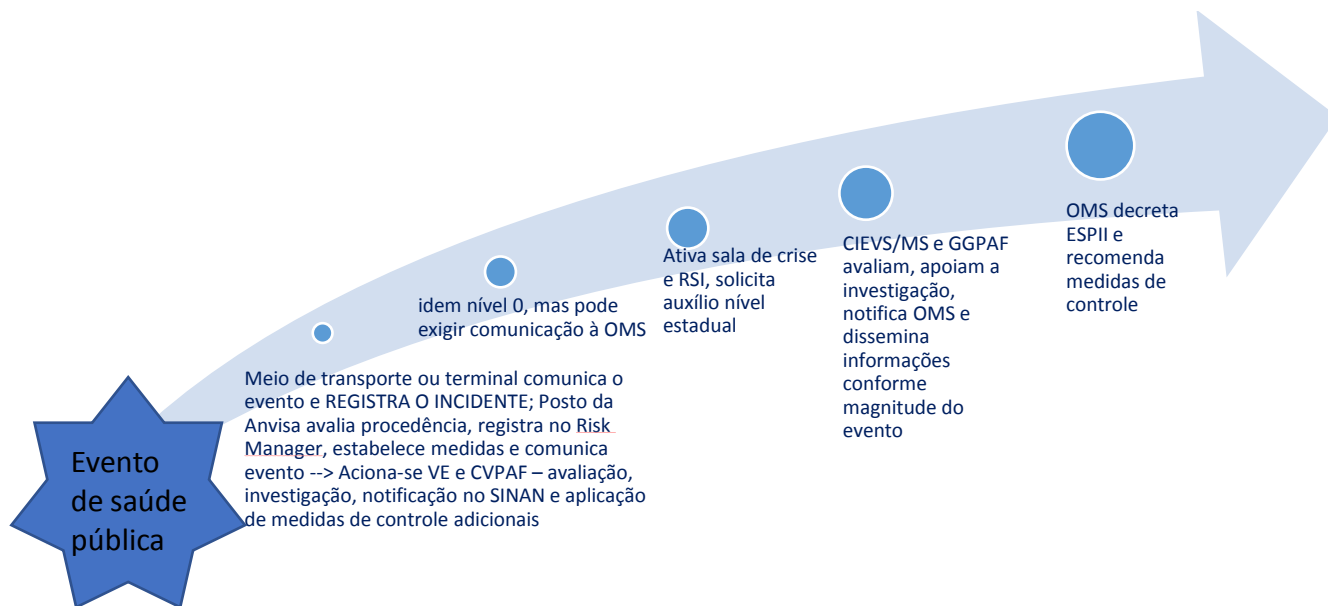 Evento
de saúde
pública
Meio de transporte ou terminal comunica o
evento e REGISTRA O INCIDENTE; Posto da
Anvisa avalia procedência, registra no Risk
Manager, estabelece medidas e comunica
evento --> Aciona-se VE e CVPAF – avaliação,
investigação, notificação no SINAN e aplicação
de medidas de controle adicionais
idem nível 0, mas pode
exigir comunicação à OMS
Ativa sala de crise
e RSI, solicita
auxílio nível
estadual
CIEVS/MS e GGPAF
avaliam, apoiam a
investigação,
notifica OMS e
dissemina
informações
conforme
magnitude do
evento
OMS decreta
ESPII e
recomenda
medidas de
controle